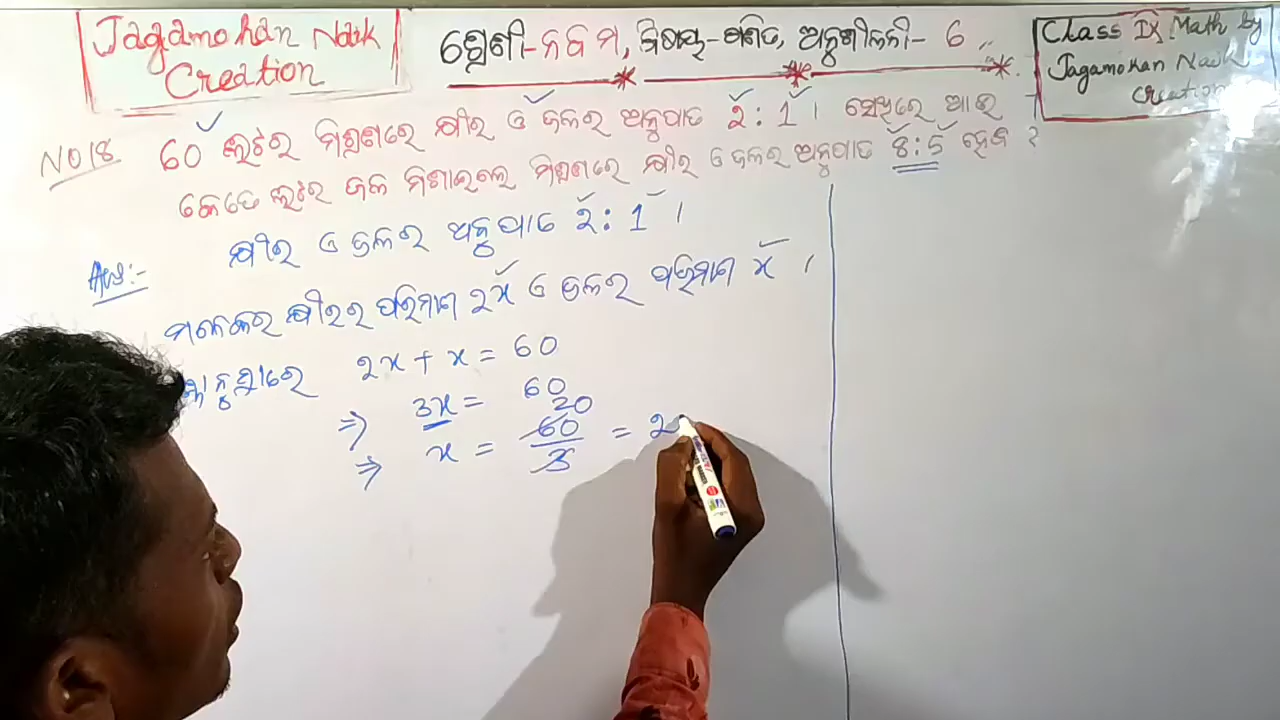 Jagamohan Naik
Creation
ଶ୍ରେଣୀ-ନବମ, ବିଷୟ-ଗଣିତ, ଅନୁଶୀଳନୀ- 6
Class IX Math by
Jagamohan Naik
Creation
NO18 60 ଲିଟର ମିଶ୍ରଣରେ କ୍ଷୀର ଓ ଜଳର ଅନୁପାତ 2:1 । ସେଥିରେ ଆଉ
କେତେ ଲିଟର ଜଳ ମିଶାଇଲେ ମିଶ୍ରଣରେ କ୍ଷୀର ଓ ଜଳର ଅନୁପାତ 8:5 ହେବ ?
Ans:- କ୍ଷୀର ଓ ଜଳର ଅନୁପାତ 2:1 ।
ମନେକର କ୍ଷୀରର ପରିମାଣ 2x ଓ ଜଳର ପରିମାଣ x ।
2x + x = 60
⇒ 3x = 60
20
⇒ x = 60/3 = 2